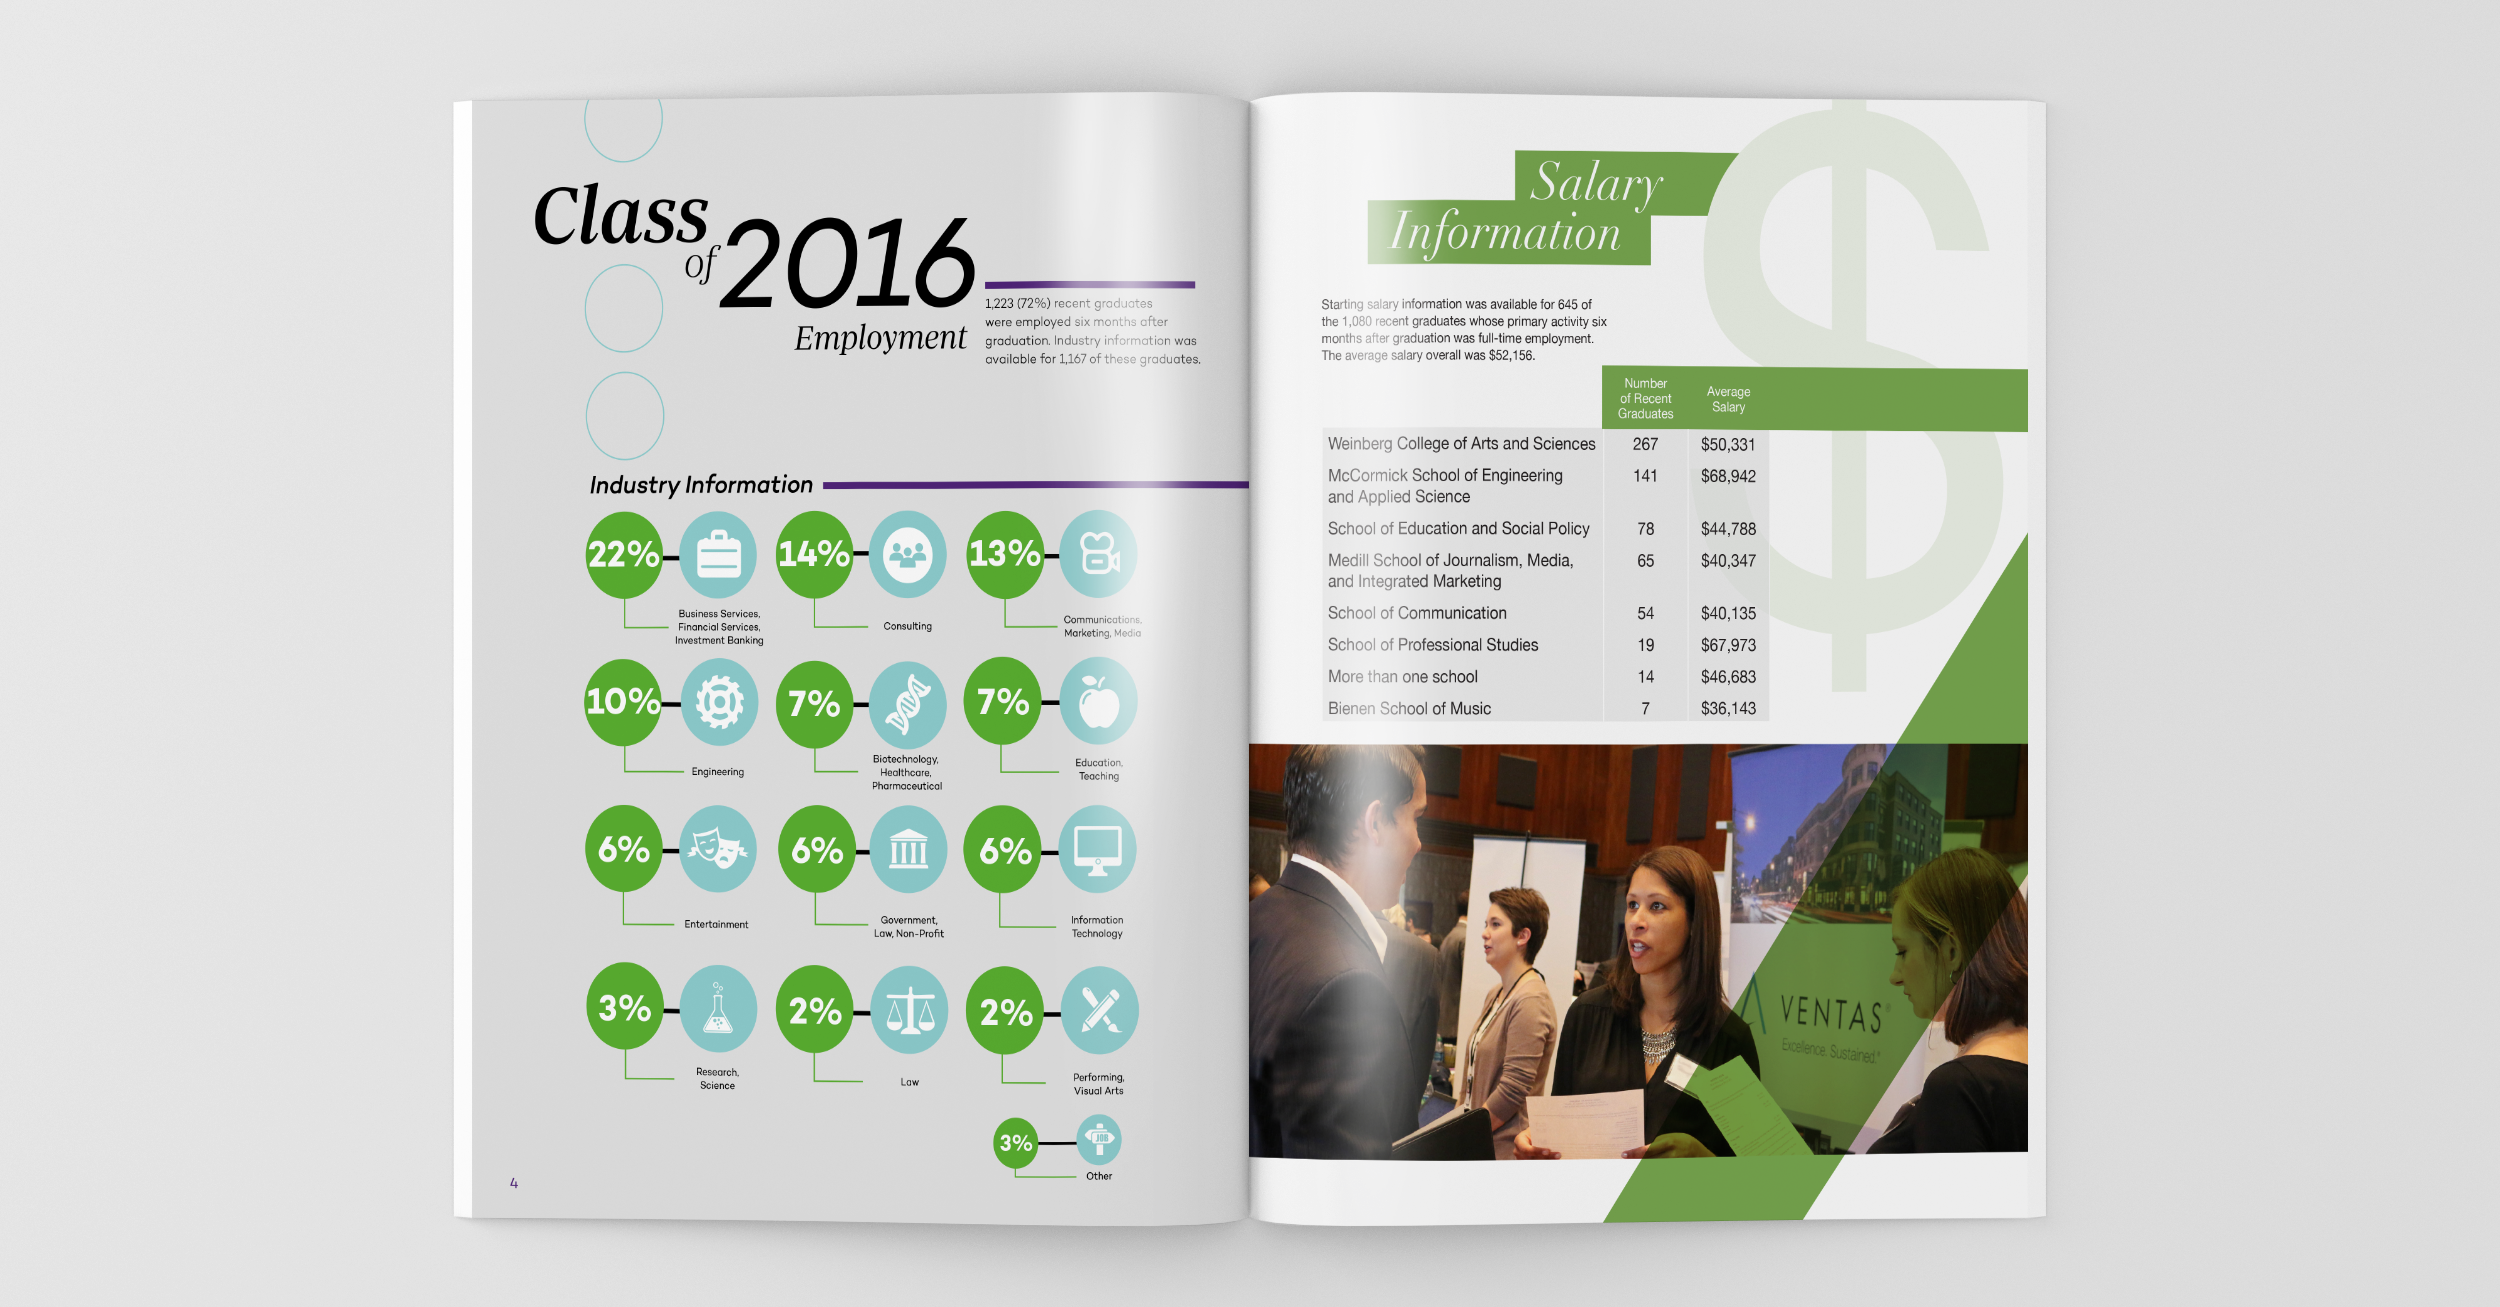 Class
of 2016
Employment
1,223 (72%) recent graduates
were employed six months after
graduation. Industry information was
available for 1,167 of these graduates.
Industry Information
22%
Business Services,
Financial Services,
Investment Banking
14%
Consulting
13%
Communications,
Marketing, Media
10%
Engineering
7%
Biotechnology,
Healthcare,
Pharmaceutical
7%
Education,
Teaching
6%
Entertainment
6%
Government,
Law, Non-Profit
6%
Information
Technology
3%
Research,
Science
2%
Law
2%
Performing,
Visual Arts
3%
JOB
Other
4
$
Salary
Information
Starting salary information was available for 645 of
the 1,080 recent graduates whose primary activity six
months after graduation was full-time employment.
The average salary overall was $52,156.
Number
of Recent
Graduates
Average
Salary
Weinberg College of Arts and Sciences 267 $50,331
McCormick School of Engineering 141 $68,942
and Applied Science
School of Education and Social Policy 78 $44,788
Medill School of Journalism, Media, 65 $40,347
and Integrated Marketing
School of Communication 54 $40,135
School of Professional Studies 19 $67,973
More than one school 14 $46,683
Bienen School of Music 7 $36,143
VENTAS®
Excellence. Sustained.®